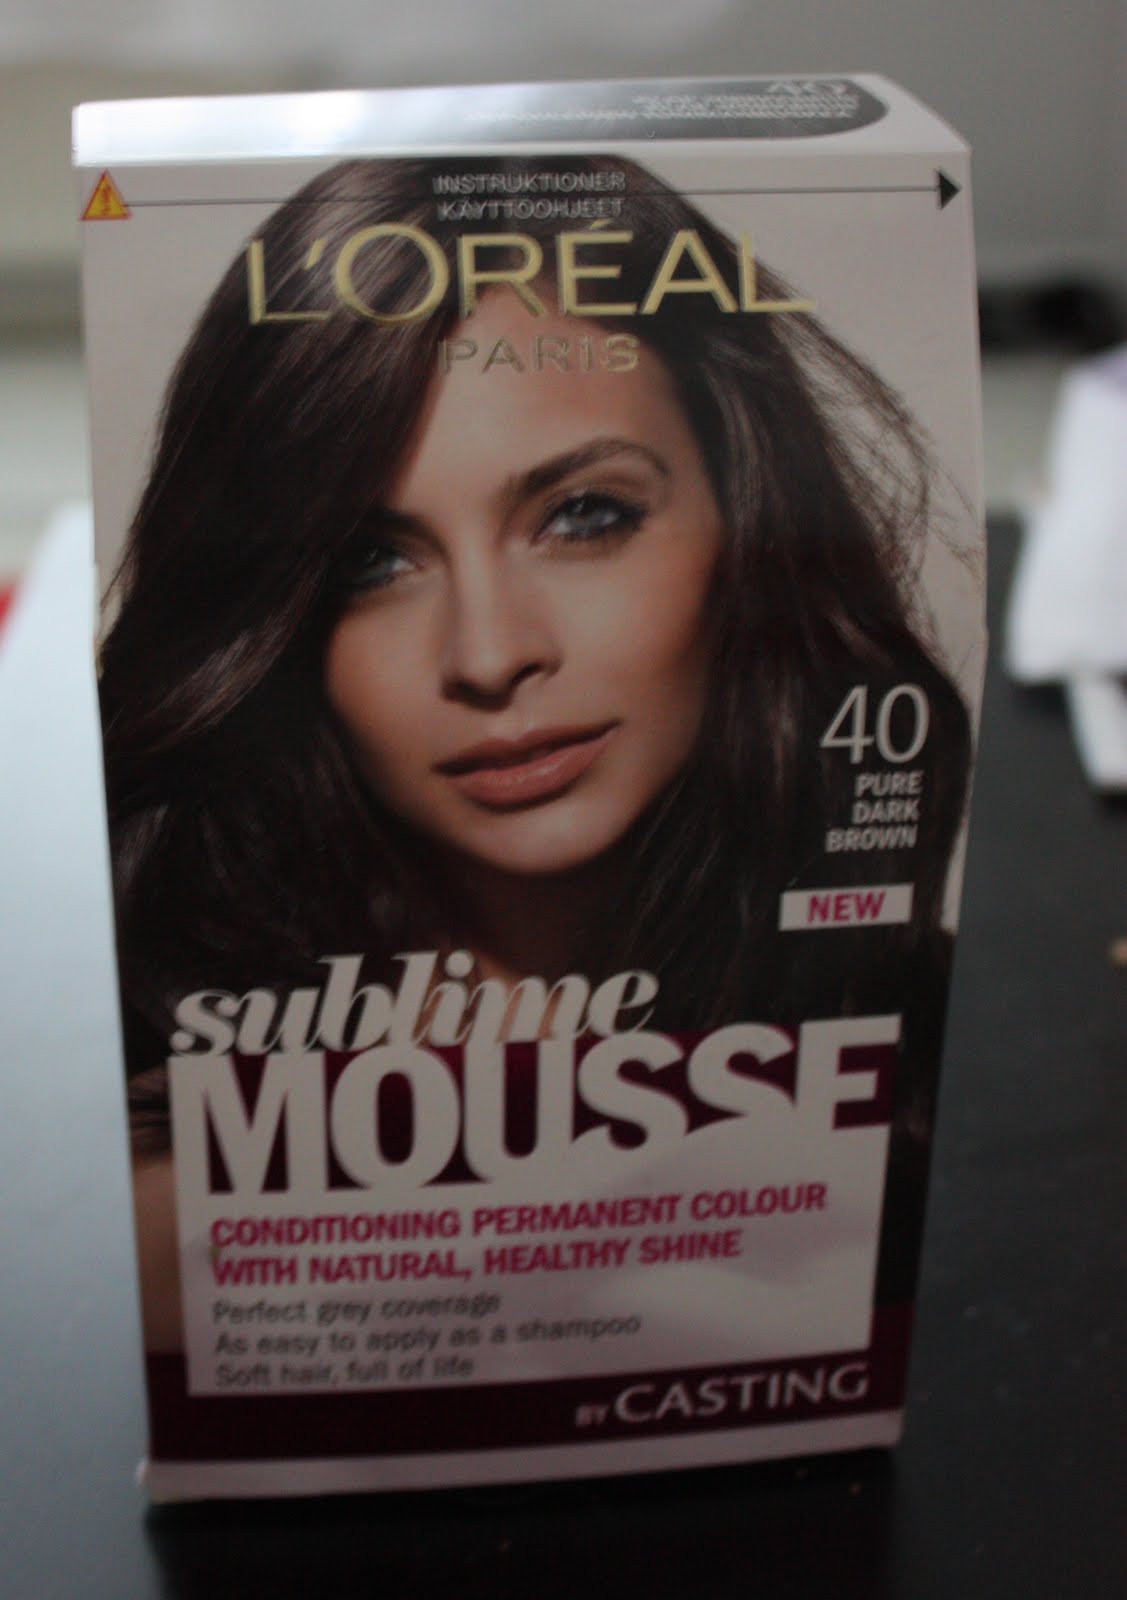 40
INSTRUKTIONER
KÄYTTÖOHJEET
L'ORÉAL
PARIS
40
PURE
DARK
BROWN
NEW
sublime
MOUSSE
CONDITIONING PERMANENT COLOUR
WITH NATURAL, HEALTHY SHINE
Perfect grey coverage
As easy to apply as a shampoo
Soft hair, full of life
BY CASTING